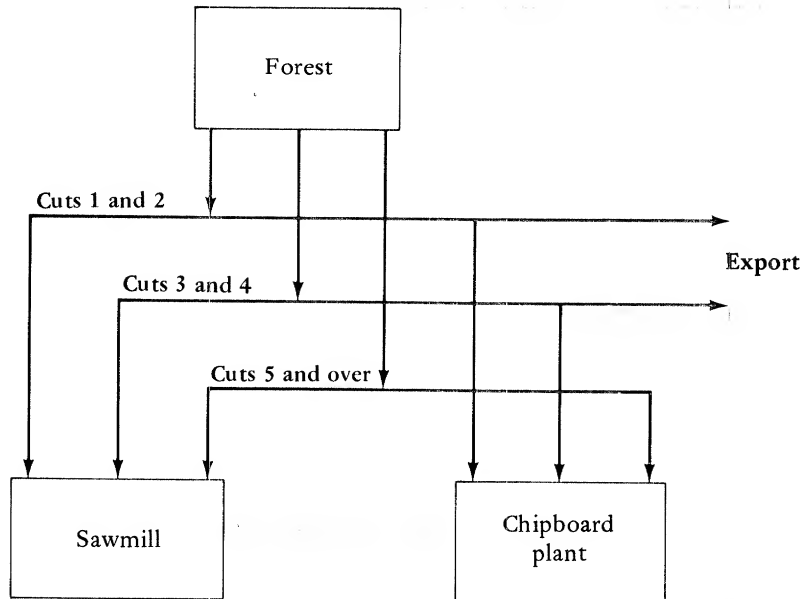 Forest
Cuts 1 and 2
Export
Cuts 3 and 4
Cuts 5 and over
Sawmill
Chipboard
plant